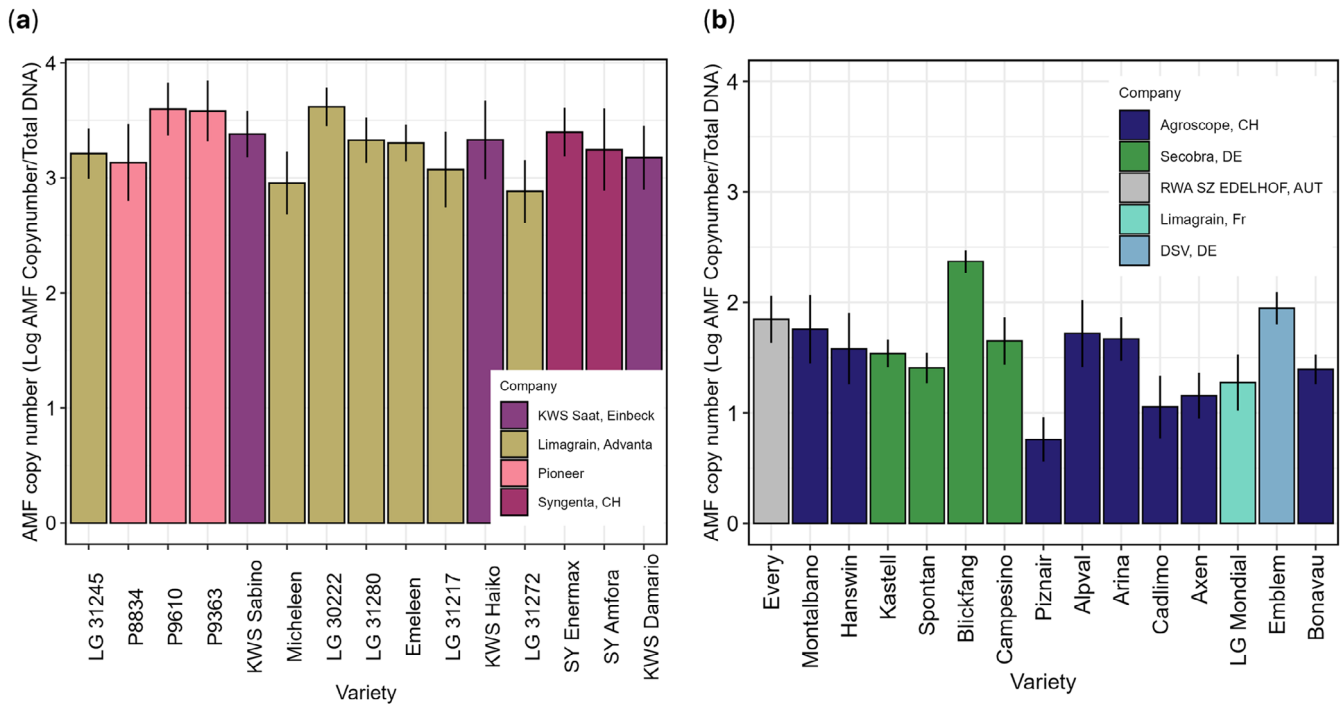 (a)
AMF copy number (Log AMF Copynumber/Total DNA)
4
3
2
1
0
Company
KWS Saat, Einbeck
Limagrain, Advanta
Pioneer
Syngenta, CH
LG 31245
P8834
P9610
P9363
KWS Sabino
Micheleen
LG 30222
LG 31280
Emeleen
LG 31217
KWS Haiko
LG 31272
SY Enermax
SY Amfora
KWS Damario
Variety
(b)
AMF copy number (Log AMF Copynumber/Total DNA)
4
3
2
1
0
Company
Agroscope, CH
Secobra, DE
RWA SZ EDELHOF, AUT
Limagrain, Fr
DSV, DE
Every
Montalbano
Hanswin
Kastell
Spontan
Blickfang
Campesino
Piznair
Alpval
Arina
Cadlimo
Axen
LG Mondial
Emblem
Bonavau
Variety